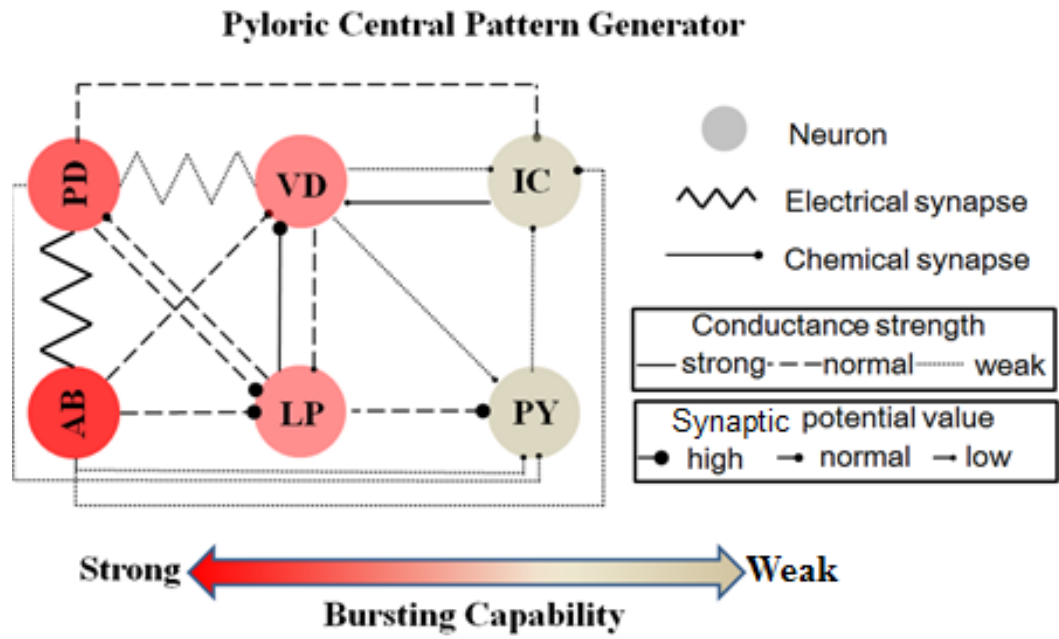 Pyloric Central Pattern Generator
PD
VD
IC
AB
LP
PY
Neuron
Electrical synapse
Chemical synapse
Conductance strength
strong normal weak
Synaptic potential value
high normal low
Strong
Weak
Bursting Capability